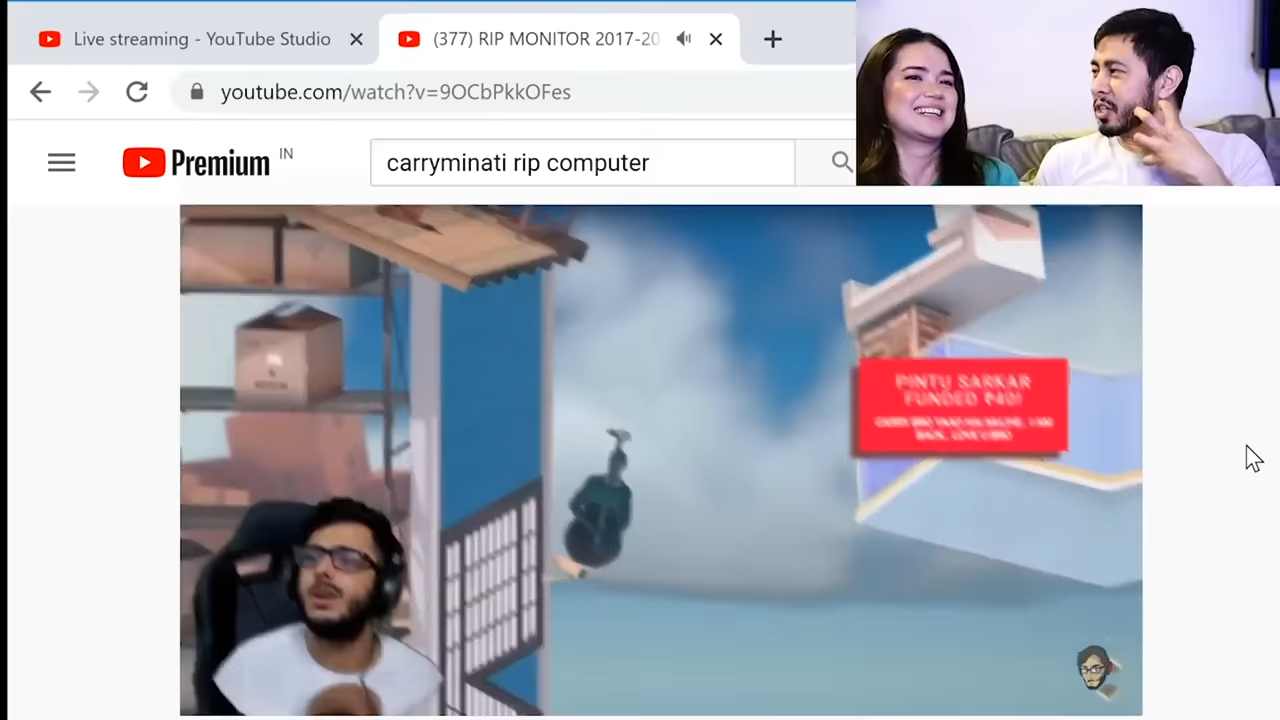 Live streaming - YouTube Studio
(377) RIP MONITOR 2017-20
youtube.com/watch?v=9OCbPkkOFes
Premium IN
carryminati rip computer
PINTU SARKAR
FUNDED ₹40!